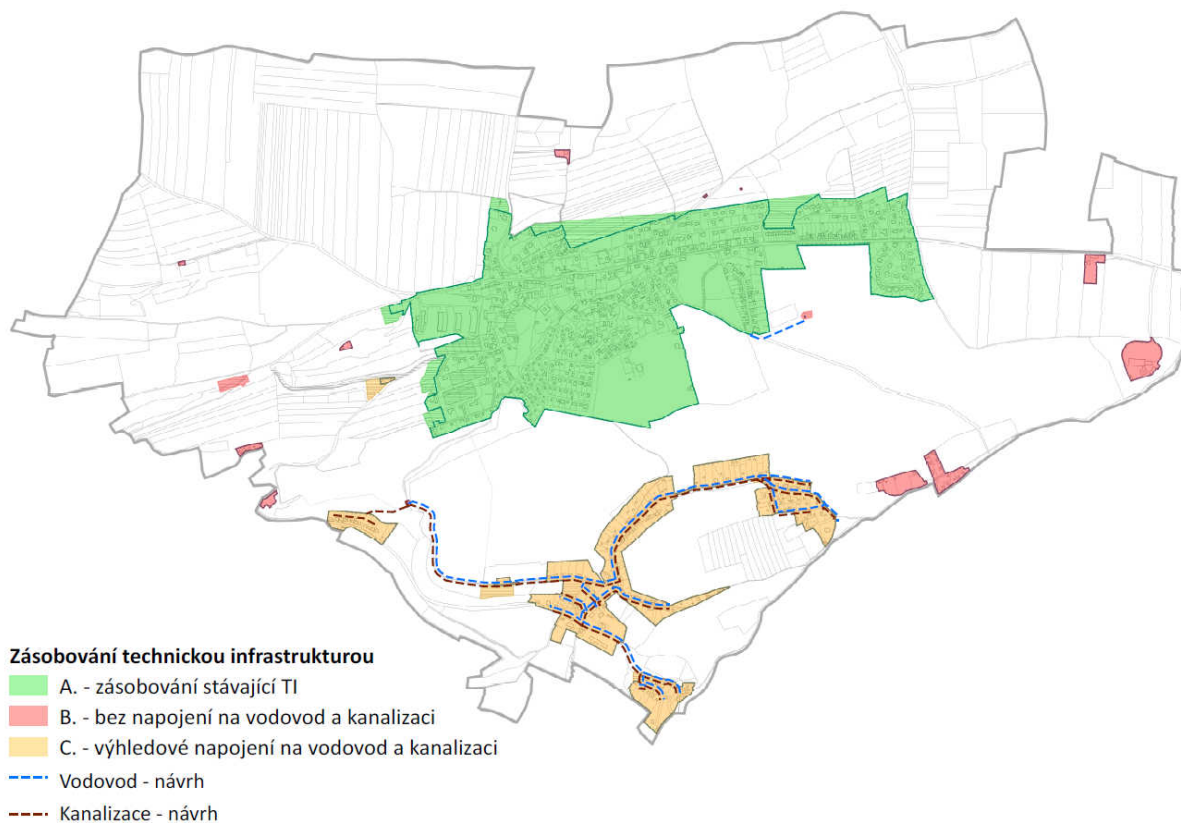 Zásobování technickou infrastrukturou
A. - zásobování stávající TI
B. - bez napojení na vodovod a kanalizaci
C. - výhledové napojení na vodovod a kanalizaci
Vodovod - návrh
Kanalizace - návrh